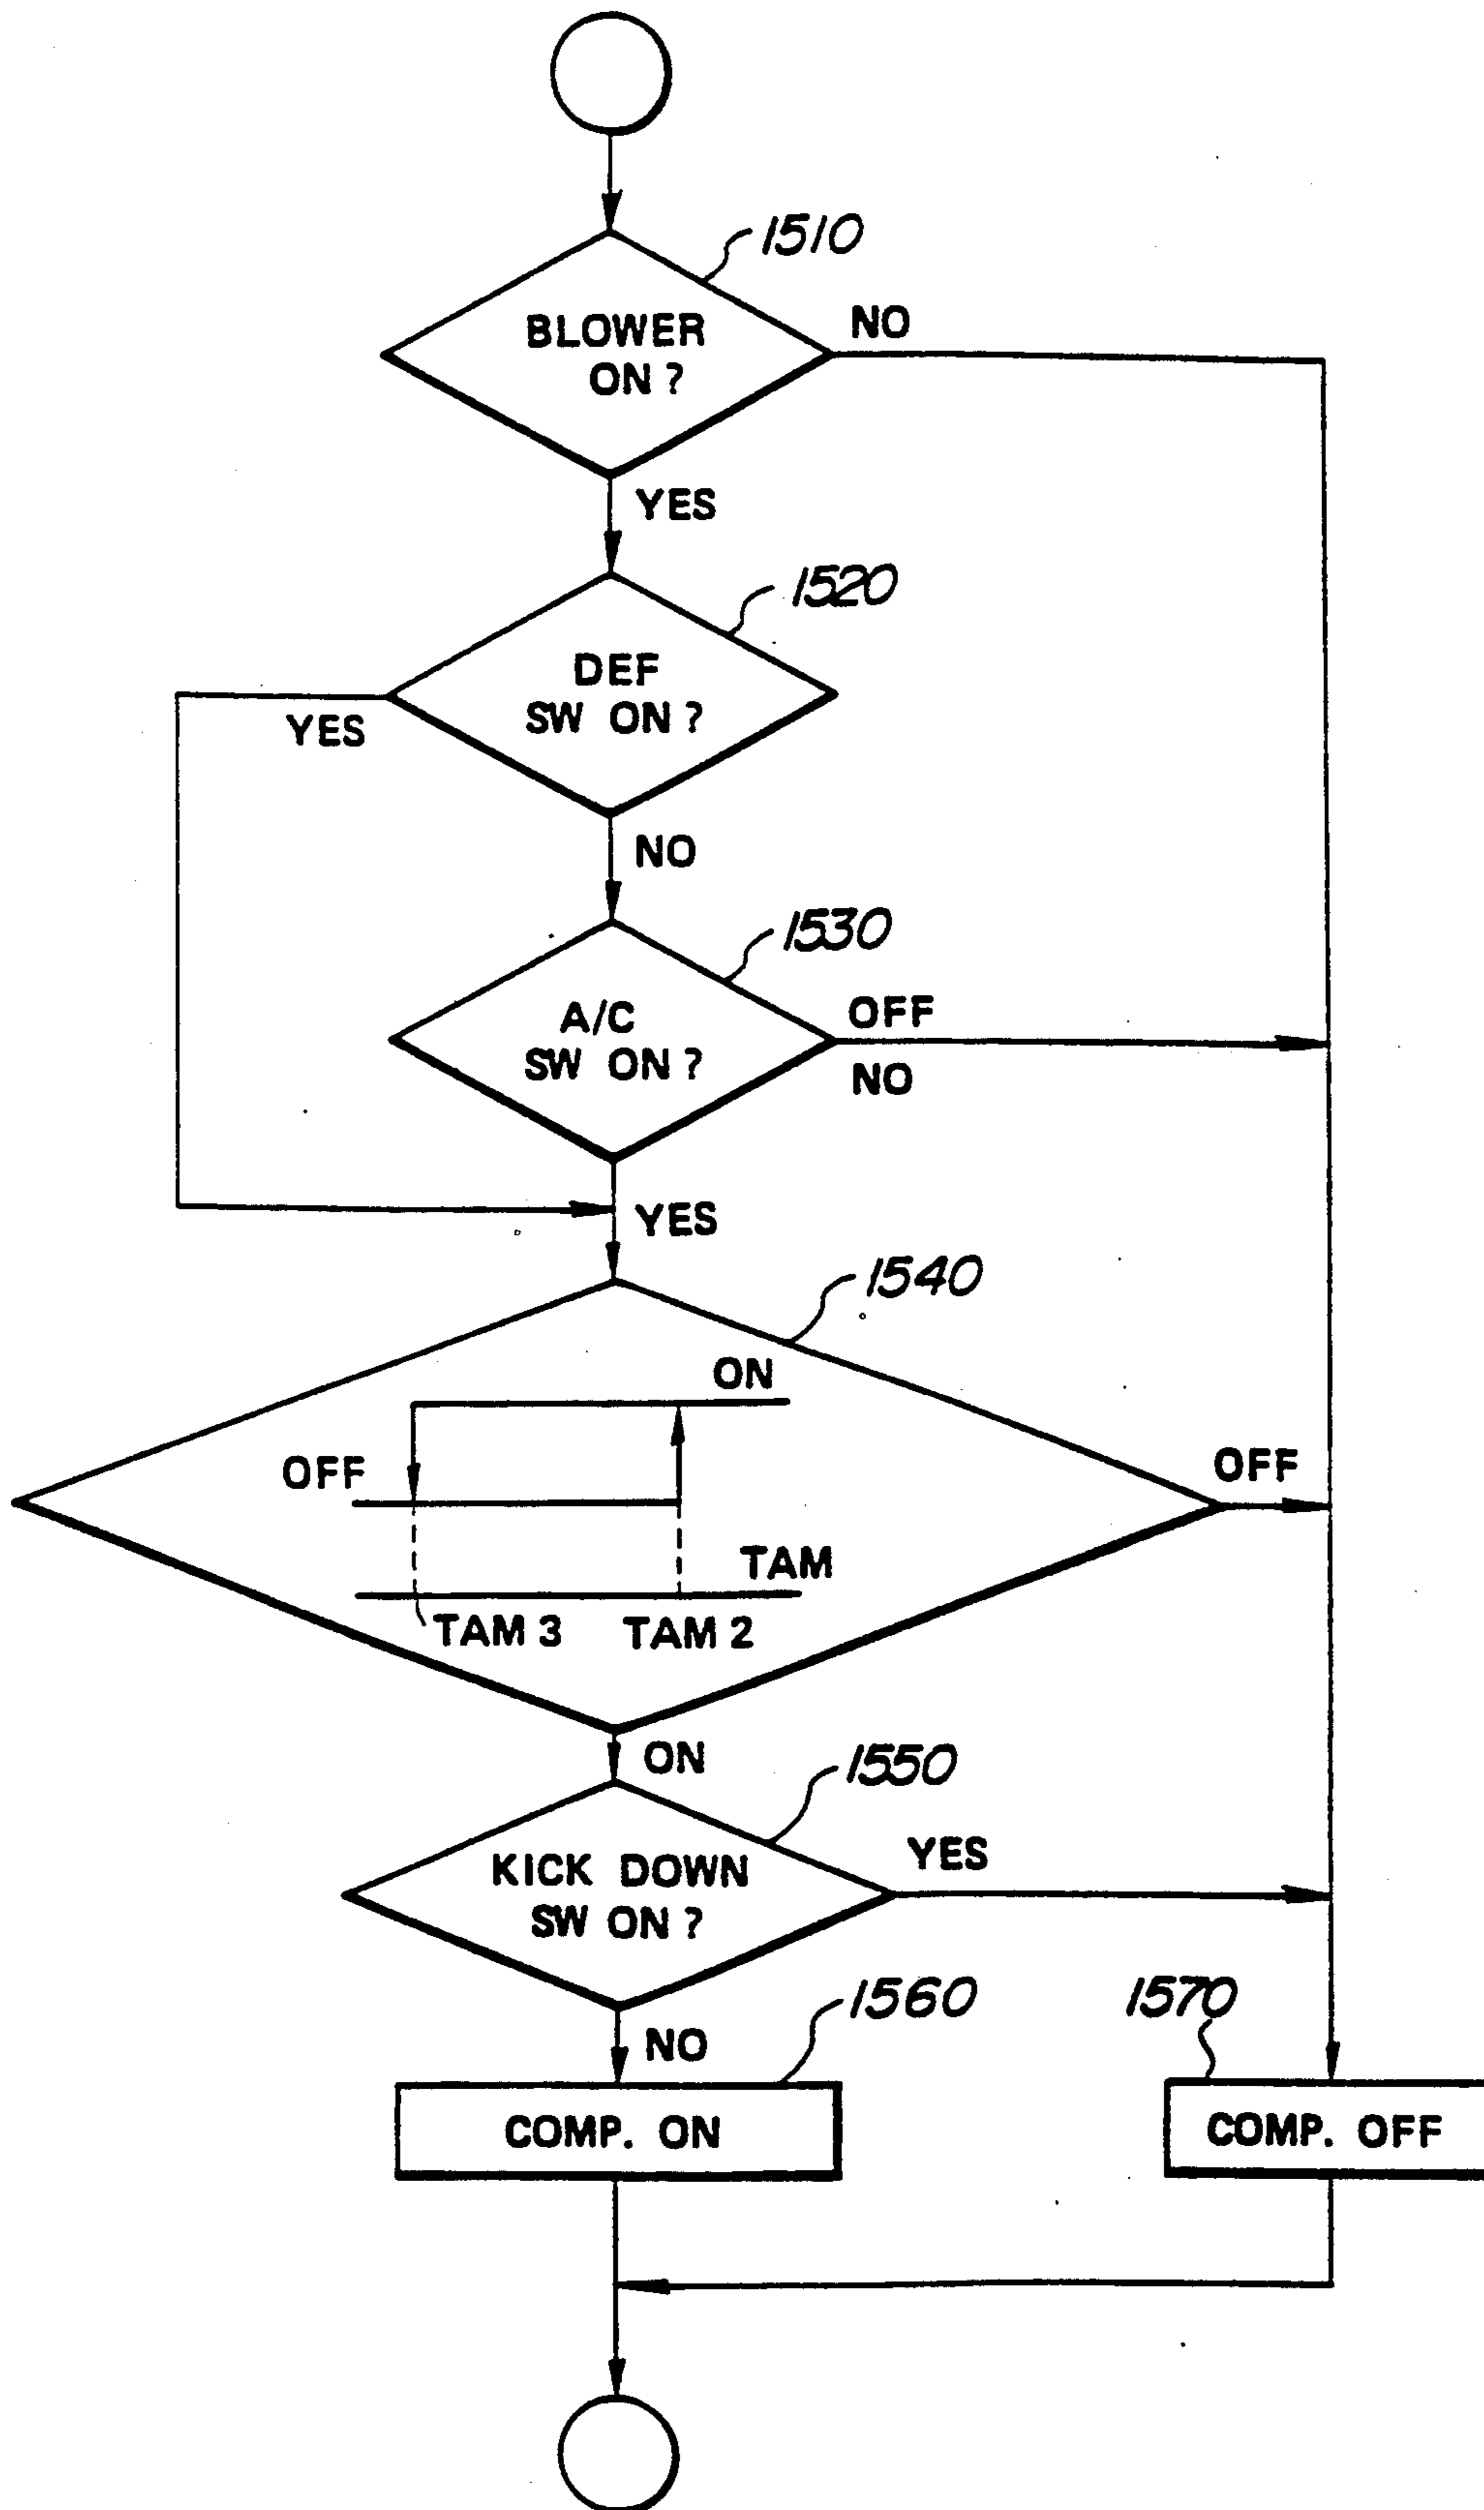 1510
BLOWER
ON ?
NO
YES
1520
DEF
SW ON ?
YES
NO
1530
A/C
SW ON ?
OFF
NO
YES
1540
ON
OFF
OFF
TAM
TAM 3
TAM 2
ON
1550
KICK DOWN
SW ON ?
YES
1560
1570
NO
COMP. ON
COMP. OFF